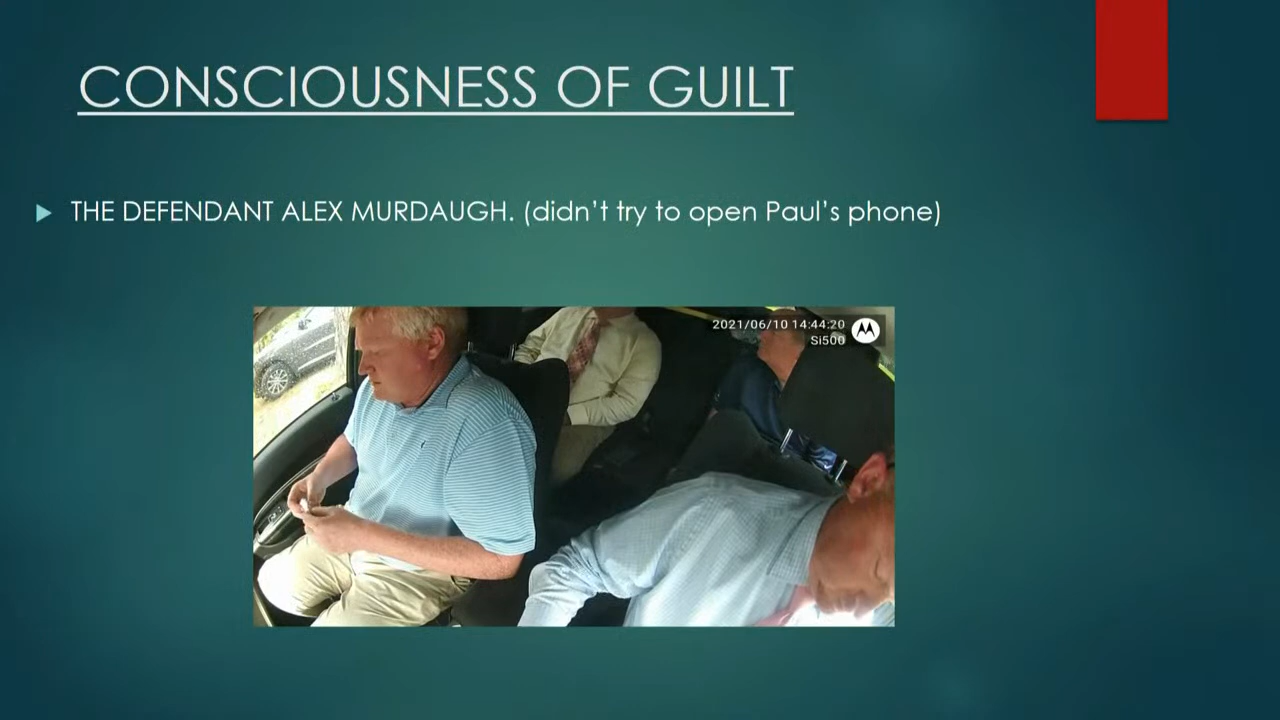 CONSCIOUSNESS OF GUILT
THE DEFENDANT ALEX MURDAUGH. (didn't try to open Paul's phone)
2021/06/10 14:44:20
Si500